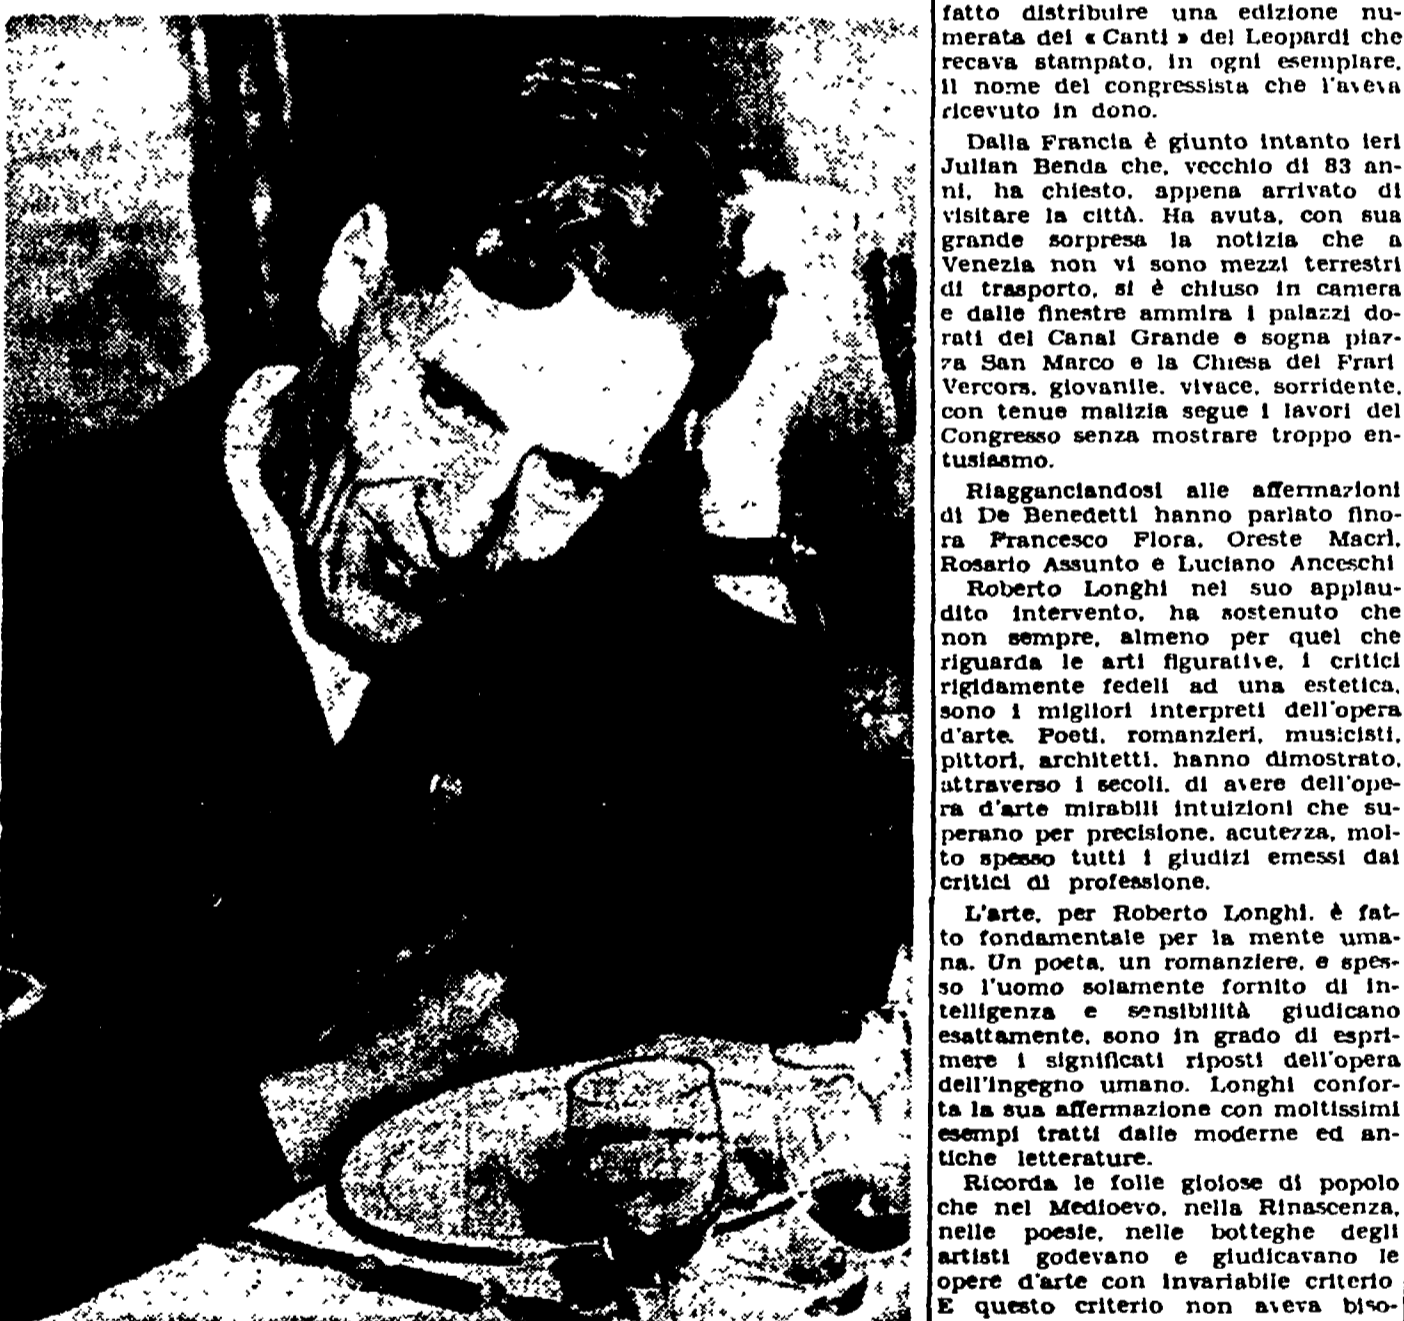 fatto distribuire una edizione nu-
merata dei « Canti » del Leopardi che
recava stampato, in ogni esemplare,
il nome del congressista che l'aveva
ricevuto in dono.
Dalla Francia è giunto intanto ieri
Julian Benda che, vecchio di 83 an-
ni, ha chiesto, appena arrivato di
visitare la città. Ha avuta, con sua
grande sorpresa la notizia che a
Venezia non vi sono mezzi terrestri
di trasporto, si è chiuso in camera
e dalle finestre ammira i palazzi do-
rati del Canal Grande e sogna piaz-
za San Marco e la Chiesa dei Frari
Vercors, giovanile, vivace, sorridente,
con tenue malizia segue i lavori del
Congresso senza mostrare troppo en-
tusiasmo.
Riagganciandosi alle affermazioni
di De Benedetti hanno parlato fino-
ra Francesco Flora, Oreste Macrì,
Rosario Assunto e Luciano Anceschi
Roberto Longhi nel suo applau-
dito intervento, ha sostenuto che
non sempre, almeno per quel che
riguarda le arti figurative, i critici
rigidamente fedeli ad una estetica,
sono i migliori interpreti dell'opera
d'arte. Poeti, romanzieri, musicisti,
pittori, architetti, hanno dimostrato,
attraverso i secoli, di avere dell'ope-
ra d'arte mirabili intuizioni che su-
perano per precisione, acutezza, mol-
to spesso tutti i giudizi emessi dai
critici di professione.
L'arte, per Roberto Longhi, è fat-
to fondamentale per la mente uma-
na. Un poeta, un romanziere, e spes-
so l'uomo solamente fornito di in-
telligenza e sensibilità giudicano
esattamente, sono in grado di espri-
mere i significati riposti dell'opera
dell'ingegno umano. Longhi confor-
ta la sua affermazione con moltissimi
esempi tratti dalle moderne ed an-
tiche letterature.
Ricorda le folle gioiose di popolo
che nel Medioevo, nella Rinascenza,
nelle poesie, nelle botteghe degli
artisti godevano e giudicavano le
opere d'arte con invariabile criterio
E questo criterio non aveva biso-